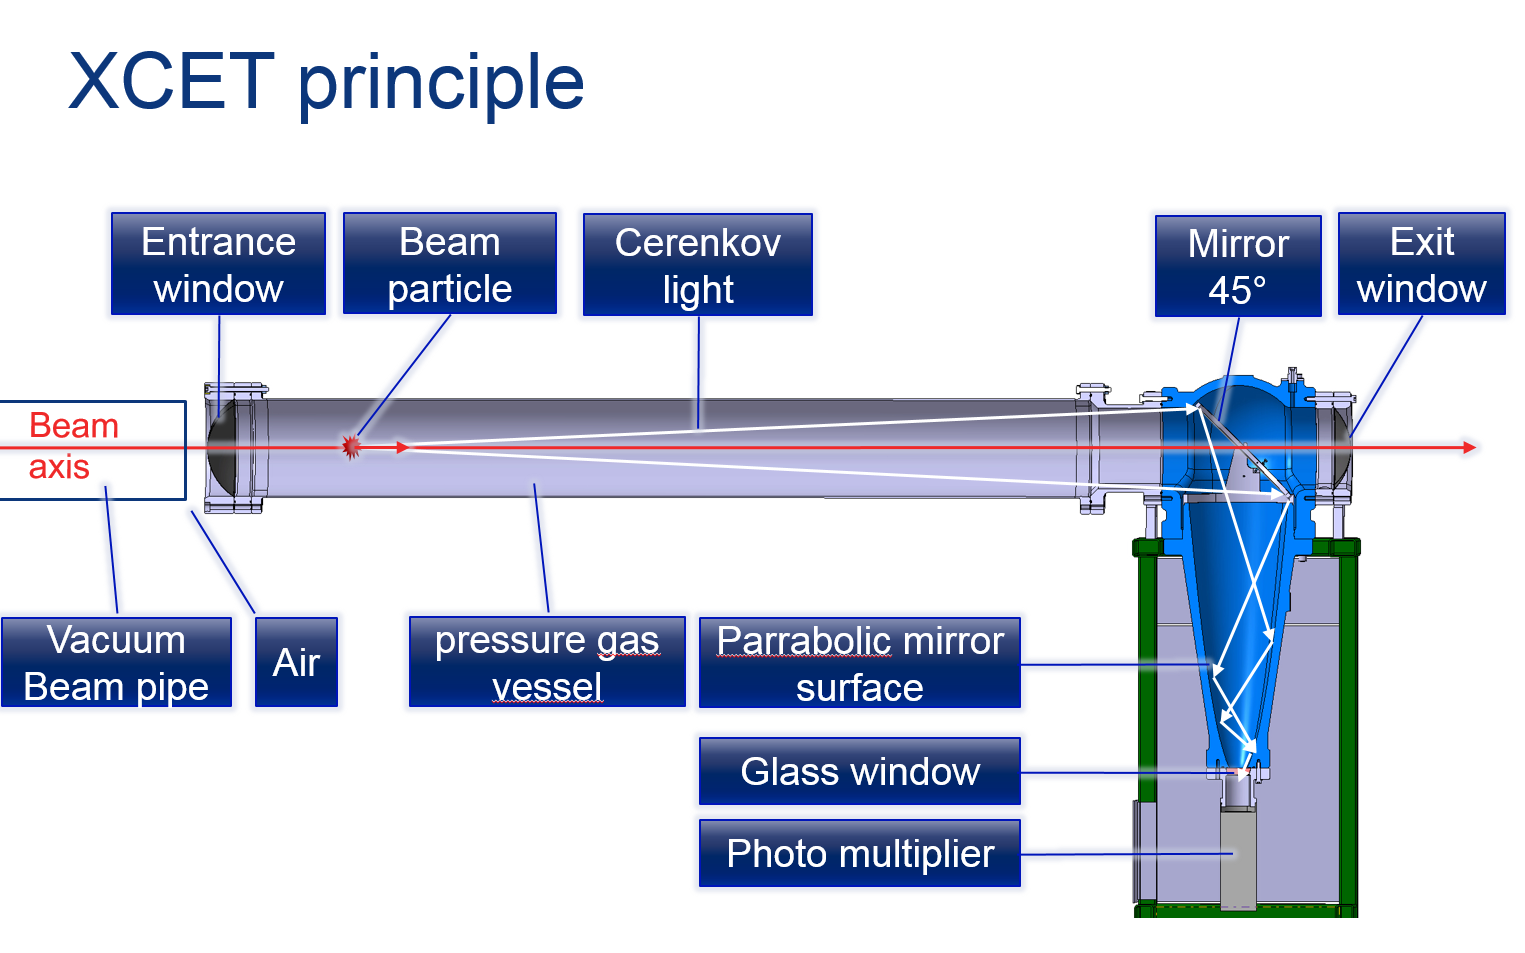 XCET principle
Entrance
window
Beam
particle
Cerenkov
light
Mirror
45°
Exit
window
Beam
axis
Vacuum
Beam pipe
Air
pressure gas
vessel
Parrabolic mirror
surface
Glass window
Photo multiplier